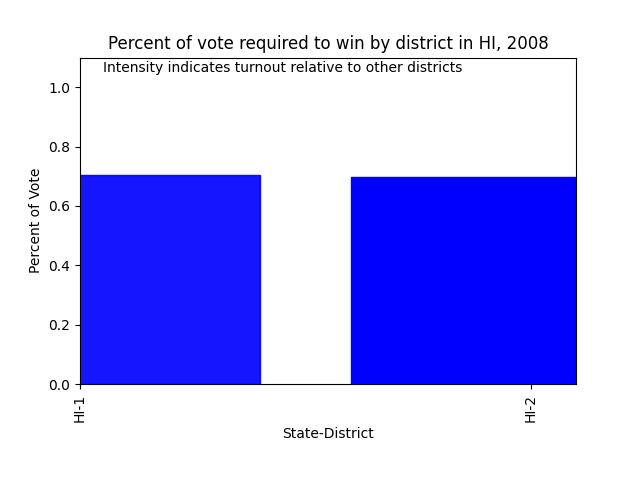 Percent of vote required to win by district in HI, 2008
Intensity indicates turnout relative to other districts
1.0
0.8
0.6
0.4
0.2
0.0
Percent of Vote
HI-1
HI-2
State-District